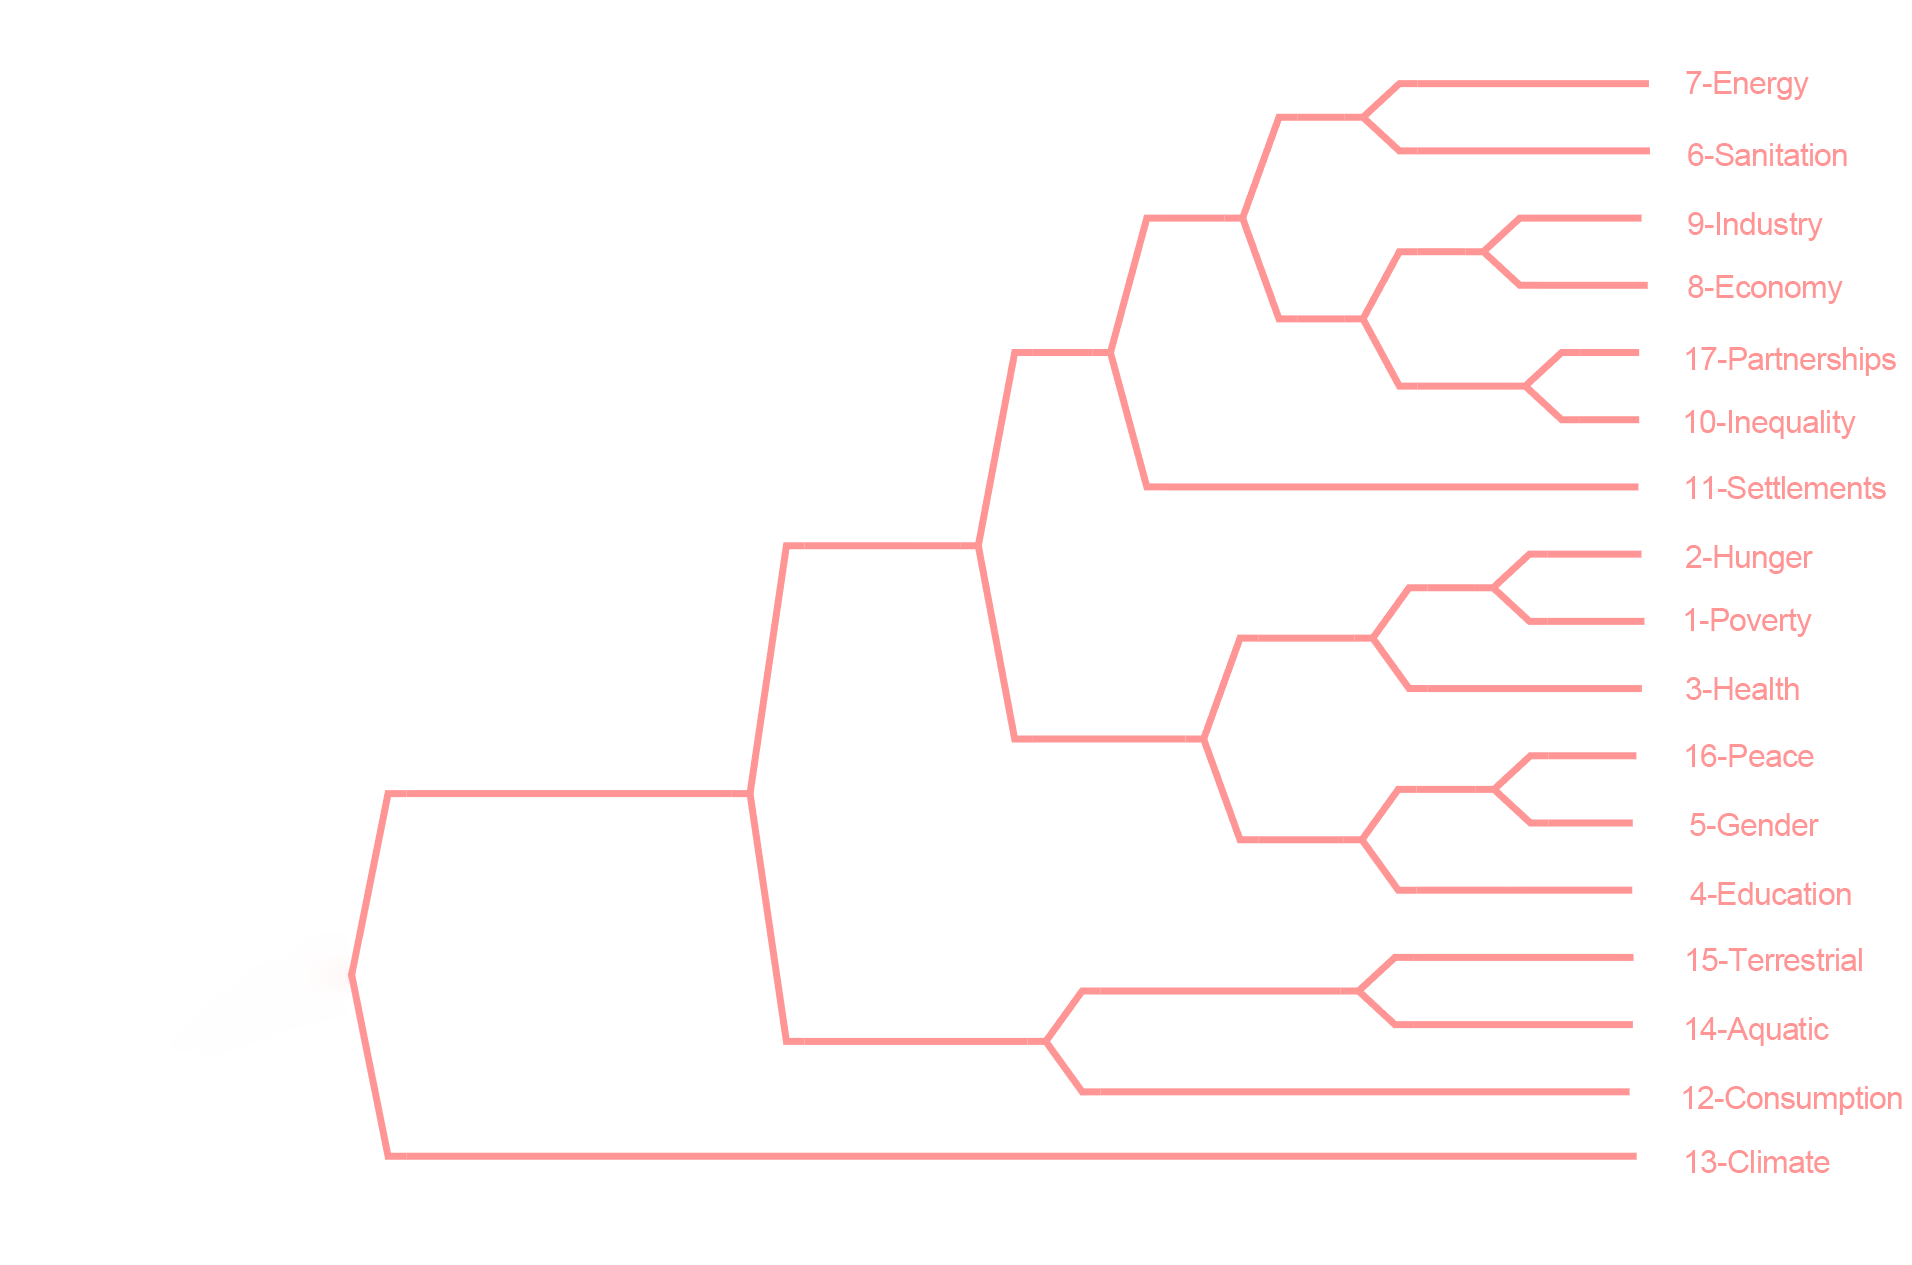 7-Energy
6-Sanitation
9-Industry
8-Economy
17-Partnerships
10-Inequality
11-Settlements
2-Hunger
1-Poverty
3-Health
16-Peace
5-Gender
4-Education
15-Terrestrial
14-Aquatic
12-Consumption
13-Climate